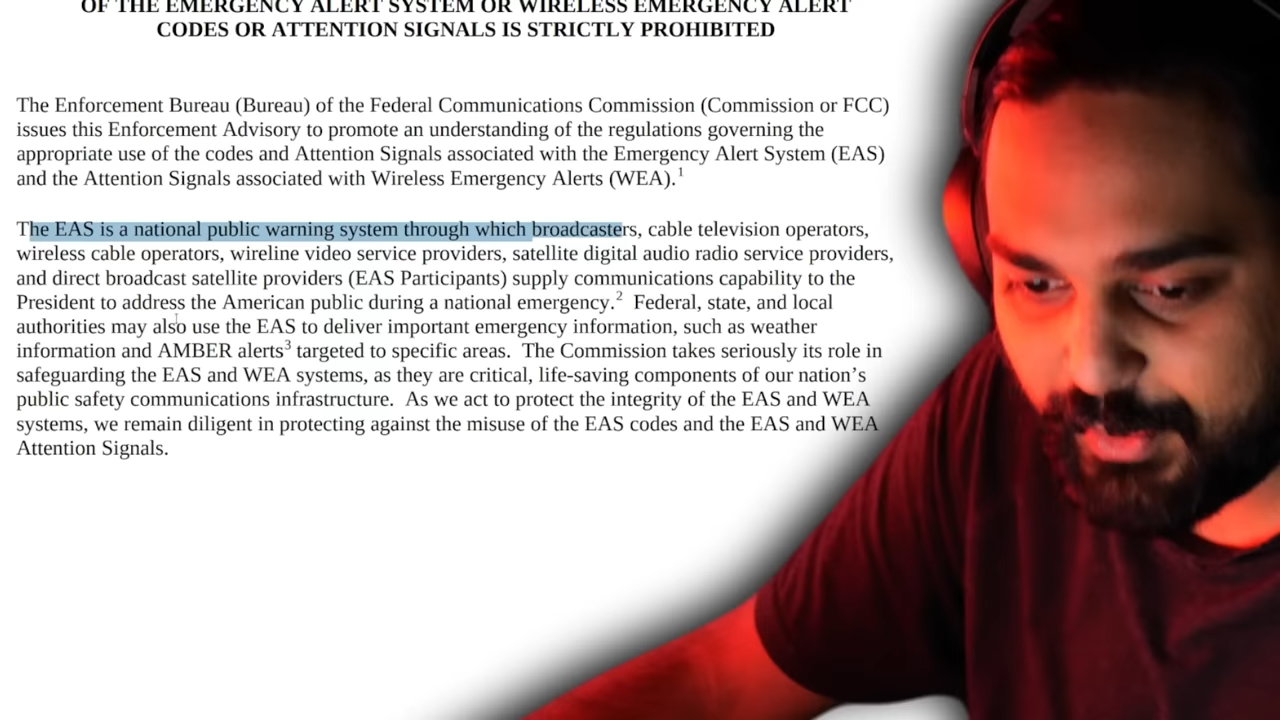 OF THE EMERGENCY ALERT SYSTEM OR WIRELESS EMERGENCY ALERT
CODES OR ATTENTION SIGNALS IS STRICTLY PROHIBITED
The Enforcement Bureau (Bureau) of the Federal Communications Commission (Commission or FCC)
issues this Enforcement Advisory to promote an understanding of the regulations governing the
appropriate use of the codes and Attention Signals associated with the Emergency Alert System (EAS)
and the Attention Signals associated with Wireless Emergency Alerts (WEA).1
The EAS is a national public warning system through which broadcasters, cable television operators,
wireless cable operators, wireline video service providers, satellite digital audio radio service providers,
and direct broadcast satellite providers (EAS Participants) supply communications capability to the
President to address the American public during a national emergency.2 Federal, state, and local
authorities may also use the EAS to deliver important emergency information, such as weather
information and AMBER alerts3 targeted to specific areas. The Commission takes seriously its role in
safeguarding the EAS and WEA systems, as they are critical, life-saving components of our nation’s
public safety communications infrastructure. As we act to protect the integrity of the EAS and WEA
systems, we remain diligent in protecting against the misuse of the EAS codes and the EAS and WEA
Attention Signals.